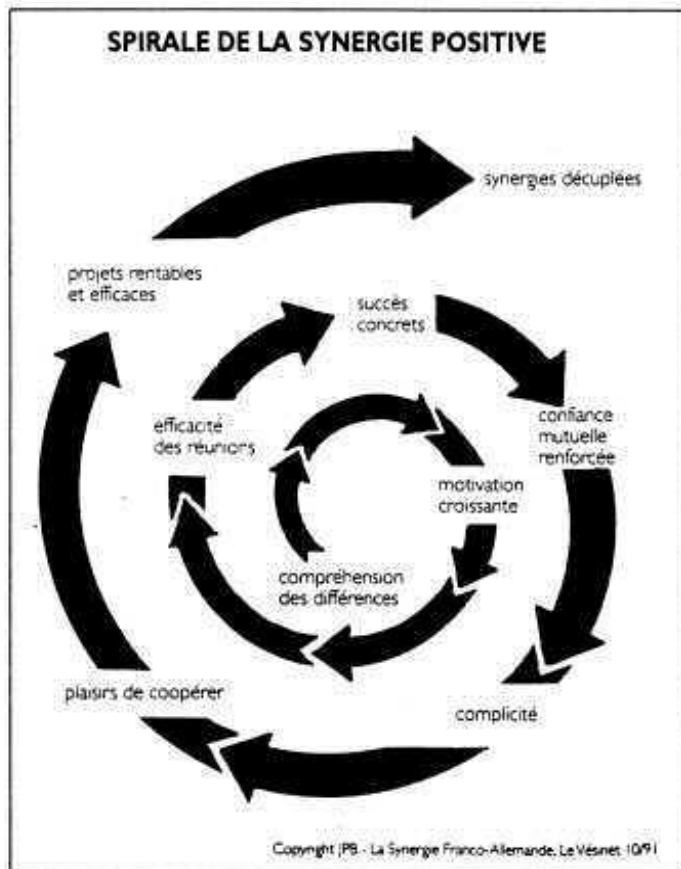 SPIRALE DE LA SYNERGIE POSITIVE
synergies décuplées
projets rentables
et efficaces
succès
concrets
efficacité
des réunions
confiance
mutuelle
renforcée
motivation
croissante
compréhension
des différences
plaisirs de coopérer
complicité
Copyright JPB - La Synergie Franco-Allemande, Le Vésinet 10/91